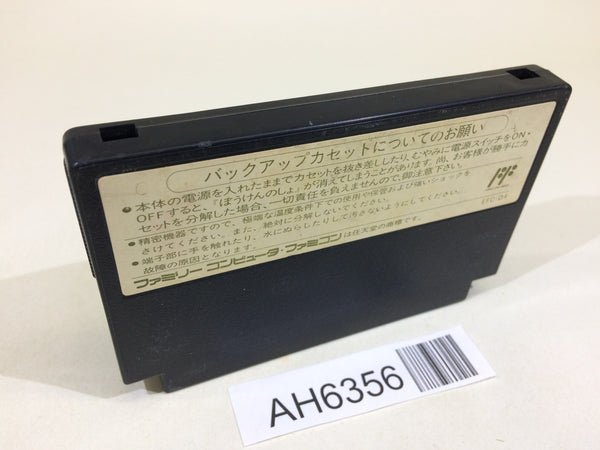 バックアップカセットについてのお願い
●本体の電源を入れたままでカセットを抜き差ししたり、むやみに電源スイッチをON・
OFFすると、「ぼうけんのしょ」が消えてしまうことがあります。尚、お客様が勝手にカ
セットを分解した場合、一切責任を負えませんので、御注意下さい。
●精密機器ですので、極端な温度条件下での使用や保管および強いショックを
さけてください。また、絶対に分解しないでください。
●端子部に手を触れたり、水にぬらしたりして汚さないようにしてください。
故障の原因となります。
ファミリーコンピュータ・ファミコンは任天堂の商標です。
EFC-D4
AH6356